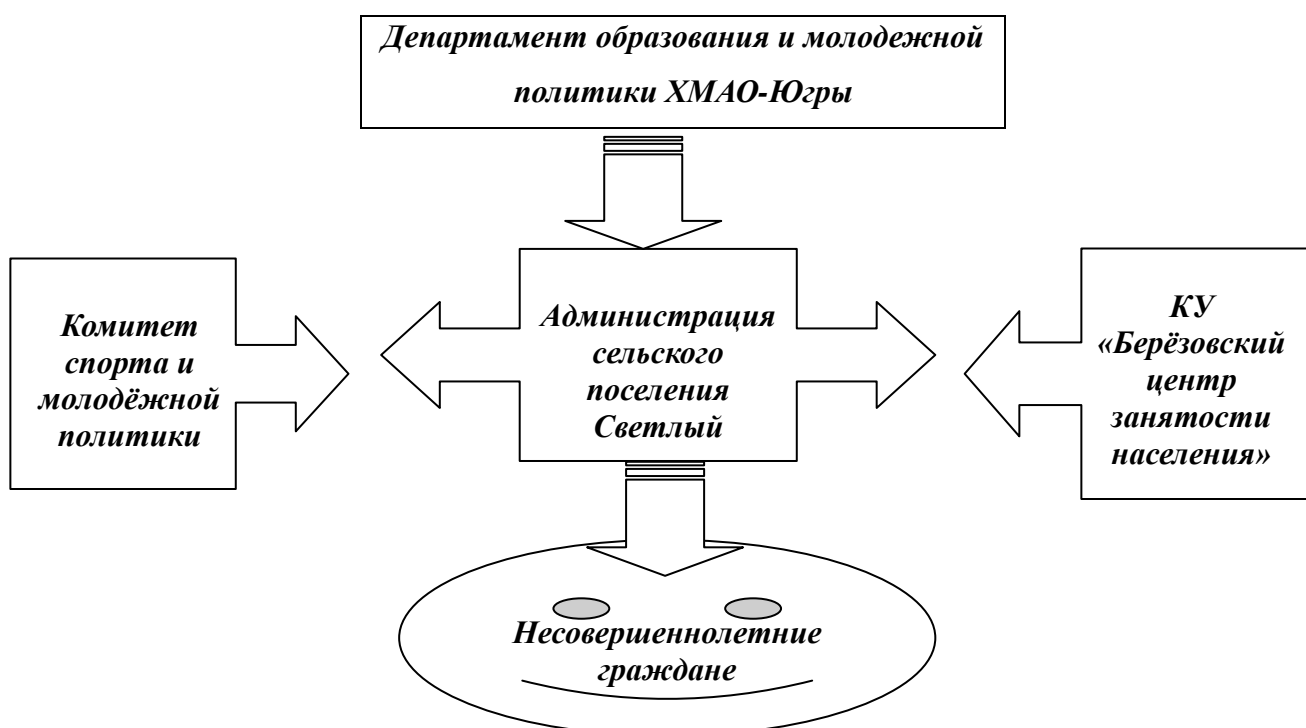 Департамент образования и молодежной
политики ХМАО-Югры
Комитет
спорта и
молодёжной
политики
Администрация
сельского
поселения
Светлый
КУ
«Берёзовский
центр
занятости
населения»
Несовершеннолетние
граждане